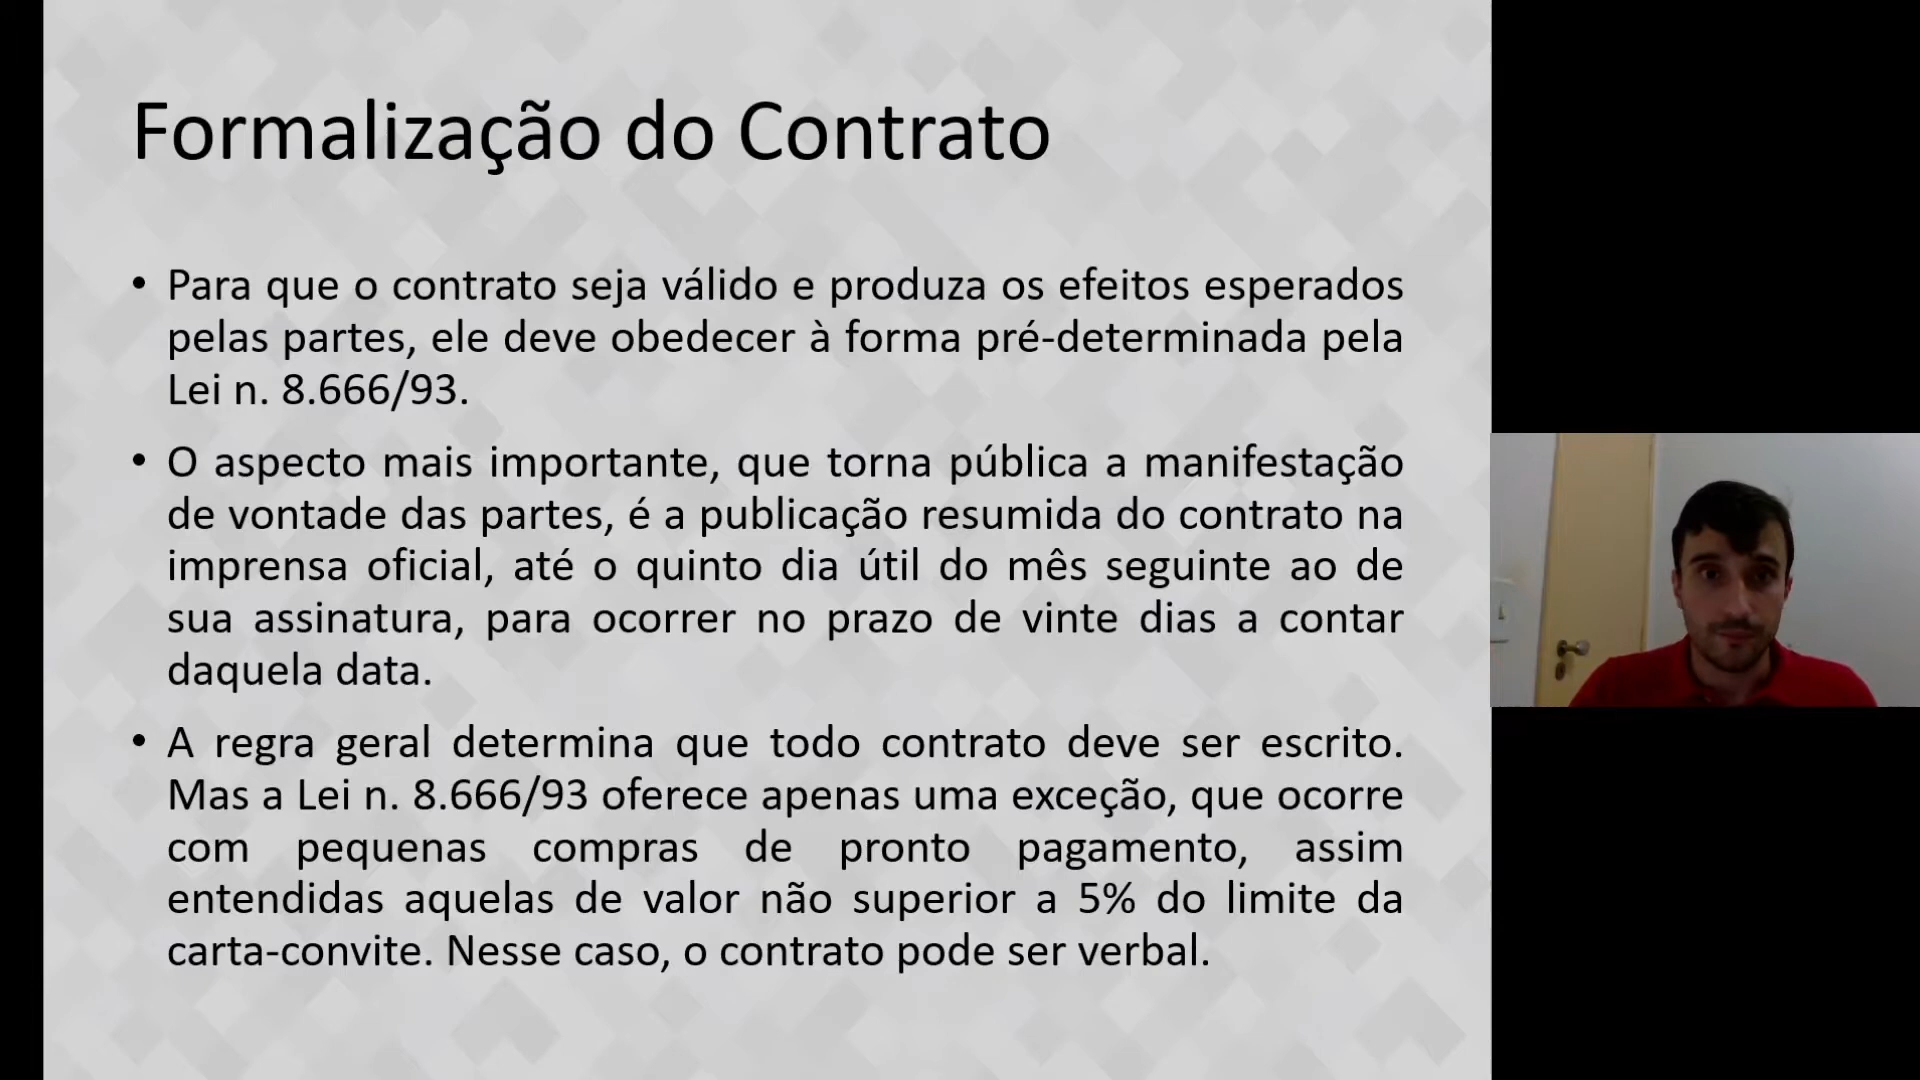 Formalização do Contrato
• Para que o contrato seja válido e produza os efeitos esperados
pelas partes, ele deve obedecer à forma pré-determinada pela
Lei n. 8.666/93.
• O aspecto mais importante, que torna pública a manifestação
de vontade das partes, é a publicação resumida do contrato na
imprensa oficial, até o quinto dia útil do mês seguinte ao de
sua assinatura, para ocorrer no prazo de vinte dias a contar
daquela data.
• A regra geral determina que todo contrato deve ser escrito.
Mas a Lei n. 8.666/93 oferece apenas uma exceção, que ocorre
com pequenas compras de pronto pagamento, assim
entendidas aquelas de valor não superior a 5% do limite da
carta-convite. Nesse caso, o contrato pode ser verbal.